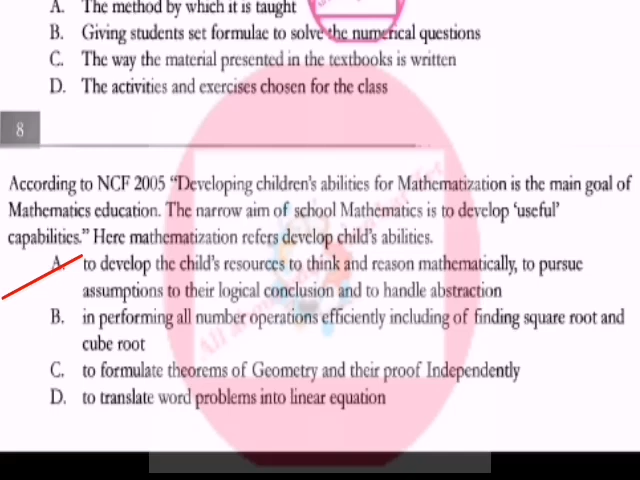 A. The method by which it is taught
B. Giving students set formulae to solve the numerical questions
C. The way the material presented in the textbooks is written
D. The activities and exercises chosen for the class
8
According to NCF 2005 “Developing children’s abilities for Mathematization is the main goal of
Mathematics education. The narrow aim of school Mathematics is to develop ‘useful’
capabilities.” Here mathematization refers develop child’s abilities.
A. to develop the child’s resources to think and reason mathematically, to pursue
assumptions to their logical conclusion and to handle abstraction
B. in performing all number operations efficiently including of finding square root and
cube root
C. to formulate theorems of Geometry and their proof Independently
D. to translate word problems into linear equation